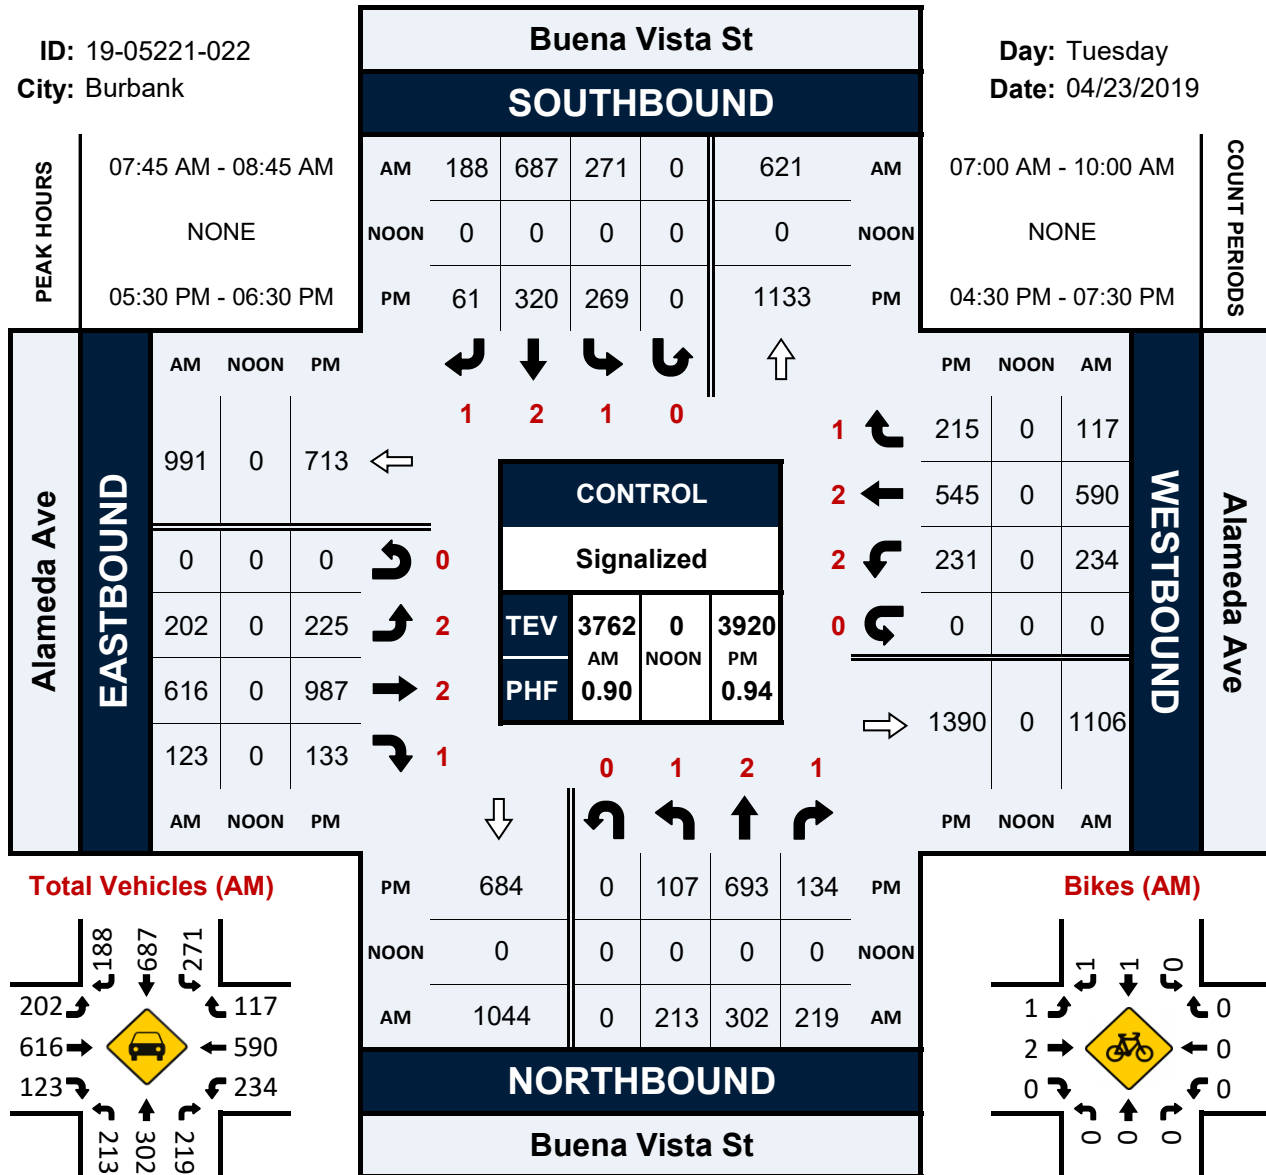 Buena Vista St
ID: 19-05221-022
Day: Tuesday
City: Burbank
Date: 04/23/2019
SOUTHBOUND
PEAK HOURS
07:45 AM - 08:45 AM
NONE
05:30 PM - 06:30 PM
AM 188 687 271 0 621 AM
NOON 0 0 0 0 0 NOON
PM 61 320 269 0 1133 PM
07:00 AM - 10:00 AM
NONE
04:30 PM - 07:30 PM
COUNT PERIODS
1 2 1 0
Alameda Ave
EASTBOUND
AM NOON PM
991 0 713
0 0 0 0
202 0 225 2
616 0 987 2
123 0 133 1
AM NOON PM
CONTROL
Signalized
TEV 3762 0 3920
AM NOON PM
PHF 0.90 0.94
PM NOON AM
1 215 0 117
2 545 0 590
2 231 0 234
0 0 0 0
1390 0 1106
PM NOON AM
WESTBOUND
Alameda Ave
0 1 2 1
PM 684 0 107 693 134 PM
NOON 0 0 0 0 0 NOON
AM 1044 0 213 302 219 AM
NORTHBOUND
Buena Vista St
Total Vehicles (AM)
188 687 271
202 117
616 590
123 234
213 302 219
Bikes (AM)
1 1 0
1 0
2 0
0 0
0 0 0